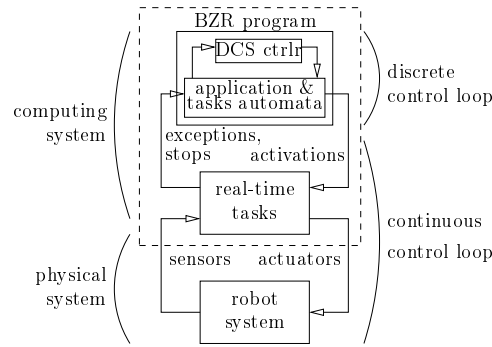 BZR program
DCS ctrlr
application &
tasks automata
discrete
control loop
computing
system
exceptions,
stops
activations
real-time
tasks
continuous
control loop
sensors
actuators
physical
system
robot
system